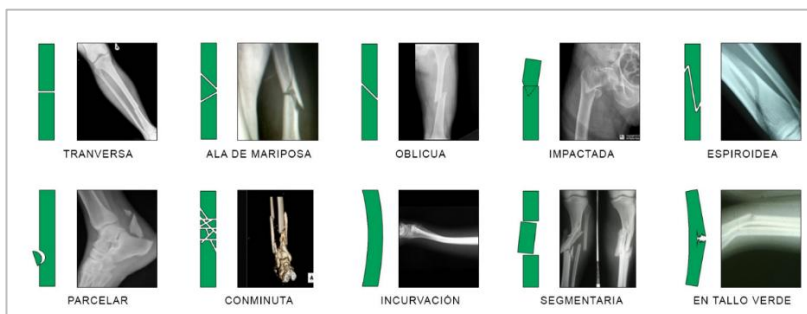 TRANVERSA
ALA DE MARIPOSA
OBLICUA
IMPACTADA
ESPIROIDEA
PARCELAR
CONMINUTA
A
INCURVACIÓN
SEGMENTARIA
EN TALLO VERDE